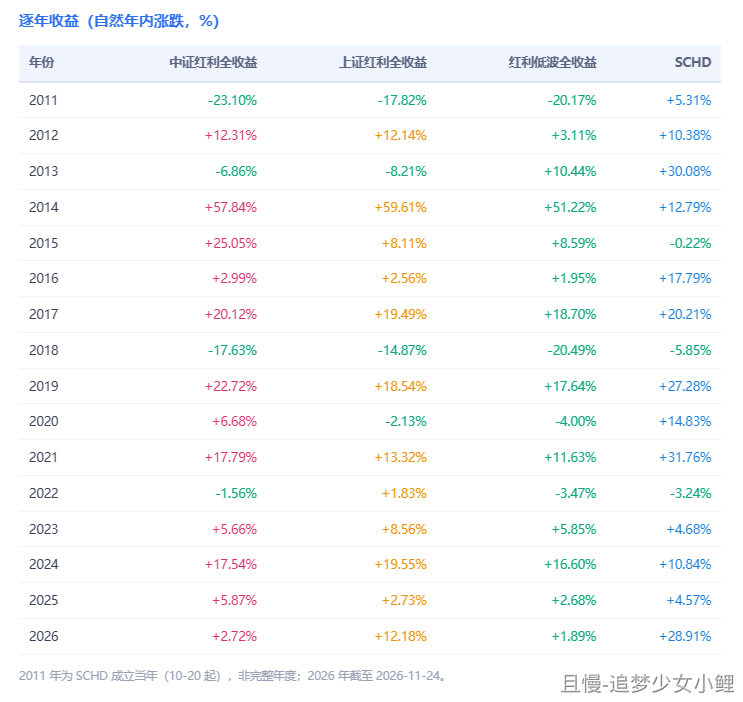 逐年收益（自然年内涨跌，%）
年份 中证红利全收益 上证红利全收益 红利低波全收益 SCHD
2011 -23.10% -17.82% -20.17% +5.31%
2012 +12.31% +12.14% +3.11% +10.38%
2013 -6.86% -8.21% +10.44% +30.08%
2014 +57.84% +59.61% +51.22% +12.79%
2015 +25.05% +8.11% +8.59% -0.22%
2016 +2.99% +2.56% +1.95% +17.79%
2017 +20.12% +19.49% +18.70% +20.21%
2018 -17.63% -14.87% -20.49% -5.85%
2019 +22.72% +18.54% +17.64% +27.28%
2020 +6.68% -2.13% -4.00% +14.83%
2021 +17.79% +13.32% +11.63% +31.76%
2022 -1.56% +1.83% -3.47% -3.24%
2023 +5.66% +8.56% +5.85% +4.68%
2024 +17.54% +19.55% +16.60% +10.84%
2025 +5.87% +2.73% +2.68% +4.57%
2026 +2.72% +12.18% +1.89% +28.91%
2011 年为 SCHD 成立当年（10-20 起），非完整年度；2026 年截至 2026-11-24。
且慢-追梦少女小鲤